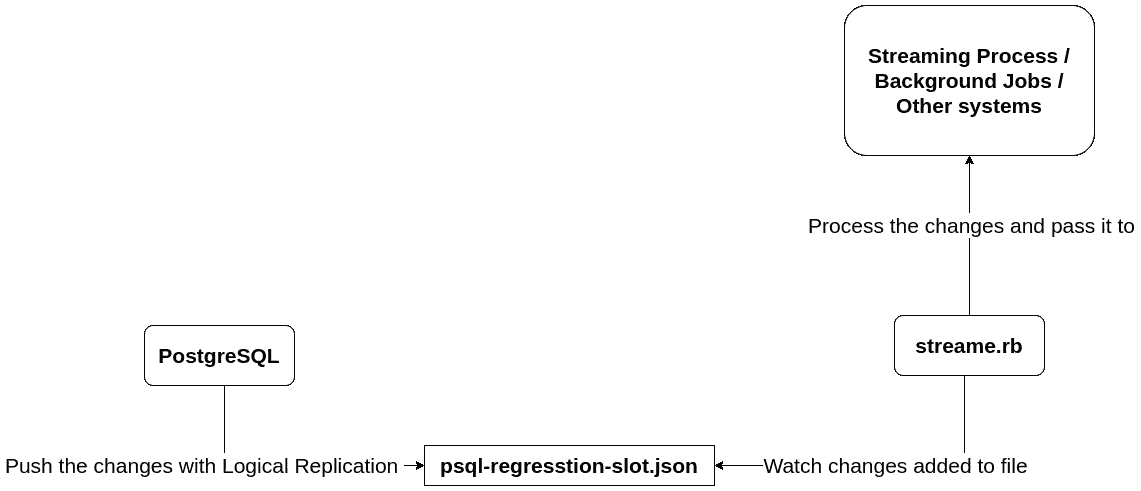 Streaming Process /
Background Jobs /
Other systems
Process the changes and pass it to
PostgreSQL
streame.rb
Push the changes with Logical Replication
psql-regresstion-slot.json
Watch changes added to file